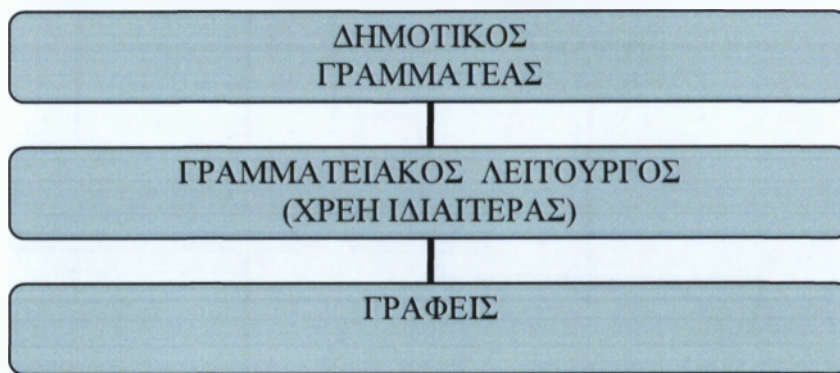 ΔΗΜΟΤΙΚΟΣ
ΓΡΑΜΜΑΤΕΑΣ
ΓΡΑΜΜΑΤΕΙΑΚΟΣ ΛΕΙΤΟΥΡΓΟΣ
(ΧΡΕΗ ΙΔΙΑΙΤΕΡΑΣ)
ΓΡΑΦΕΙΣ